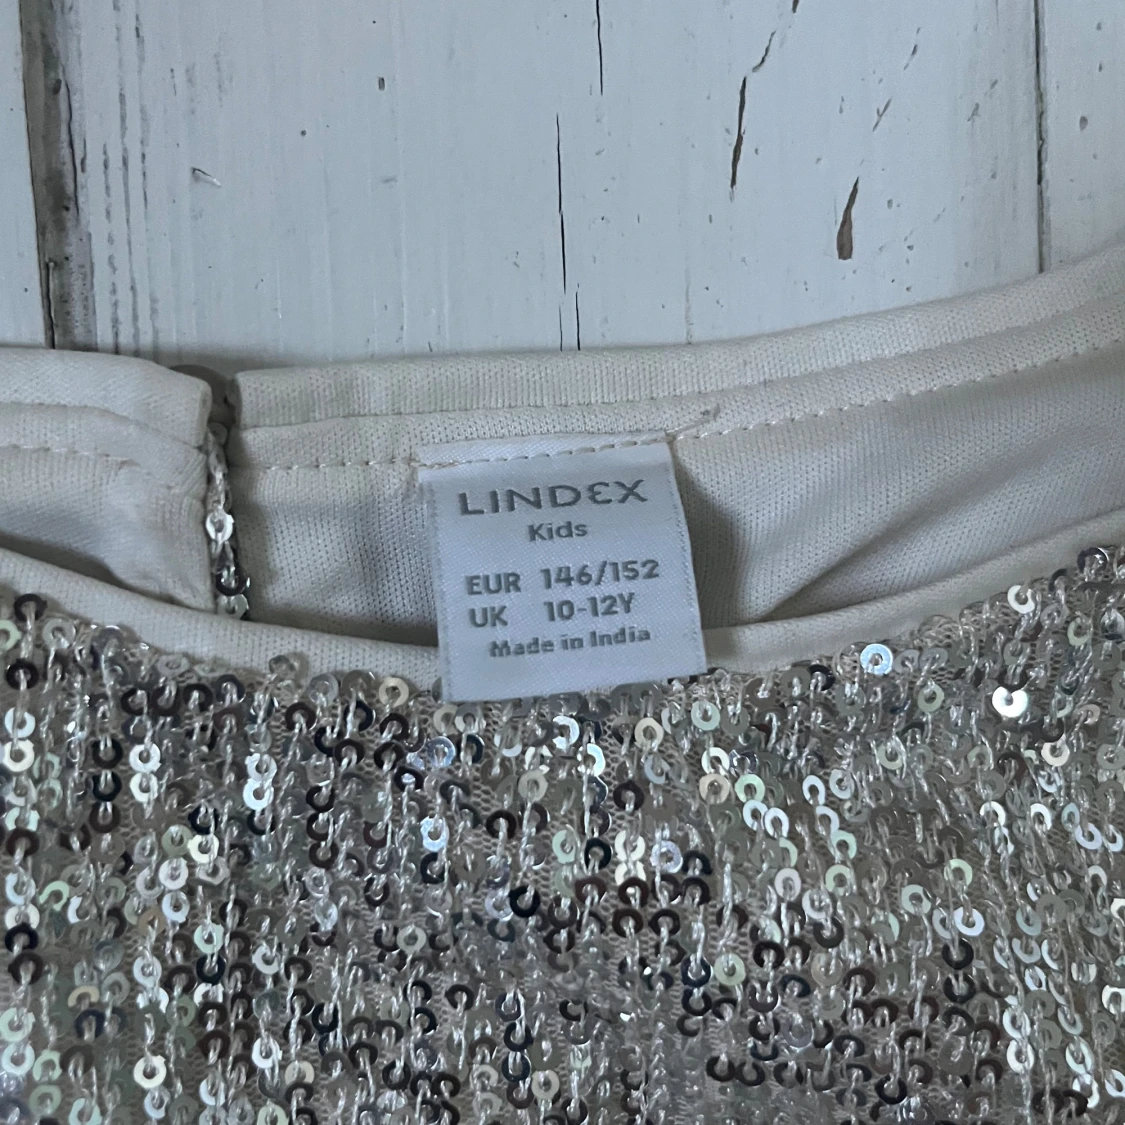 LINDEX
Kids
EUR 146/152
UK 10-12Y
Made in India